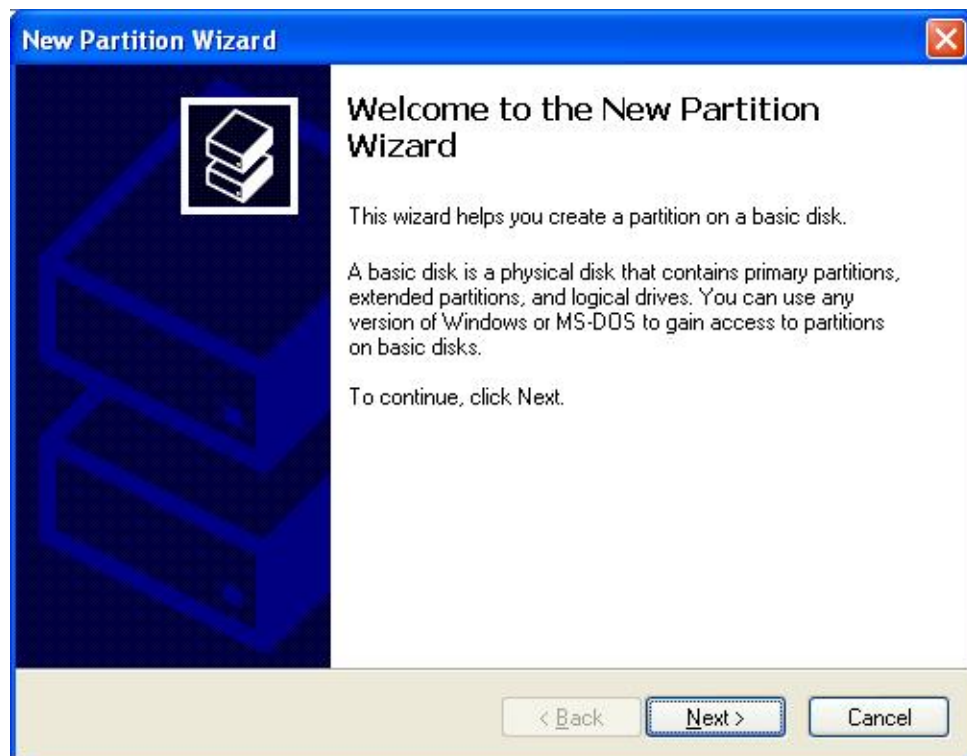 New Partition Wizard
Welcome to the New Partition
Wizard
This wizard helps you create a partition on a basic disk.
A basic disk is a physical disk that contains primary partitions,
extended partitions, and logical drives. You can use any
version of Windows or MS-DOS to gain access to partitions
on basic disks.
To continue, click Next.
< Back
Next >
Cancel